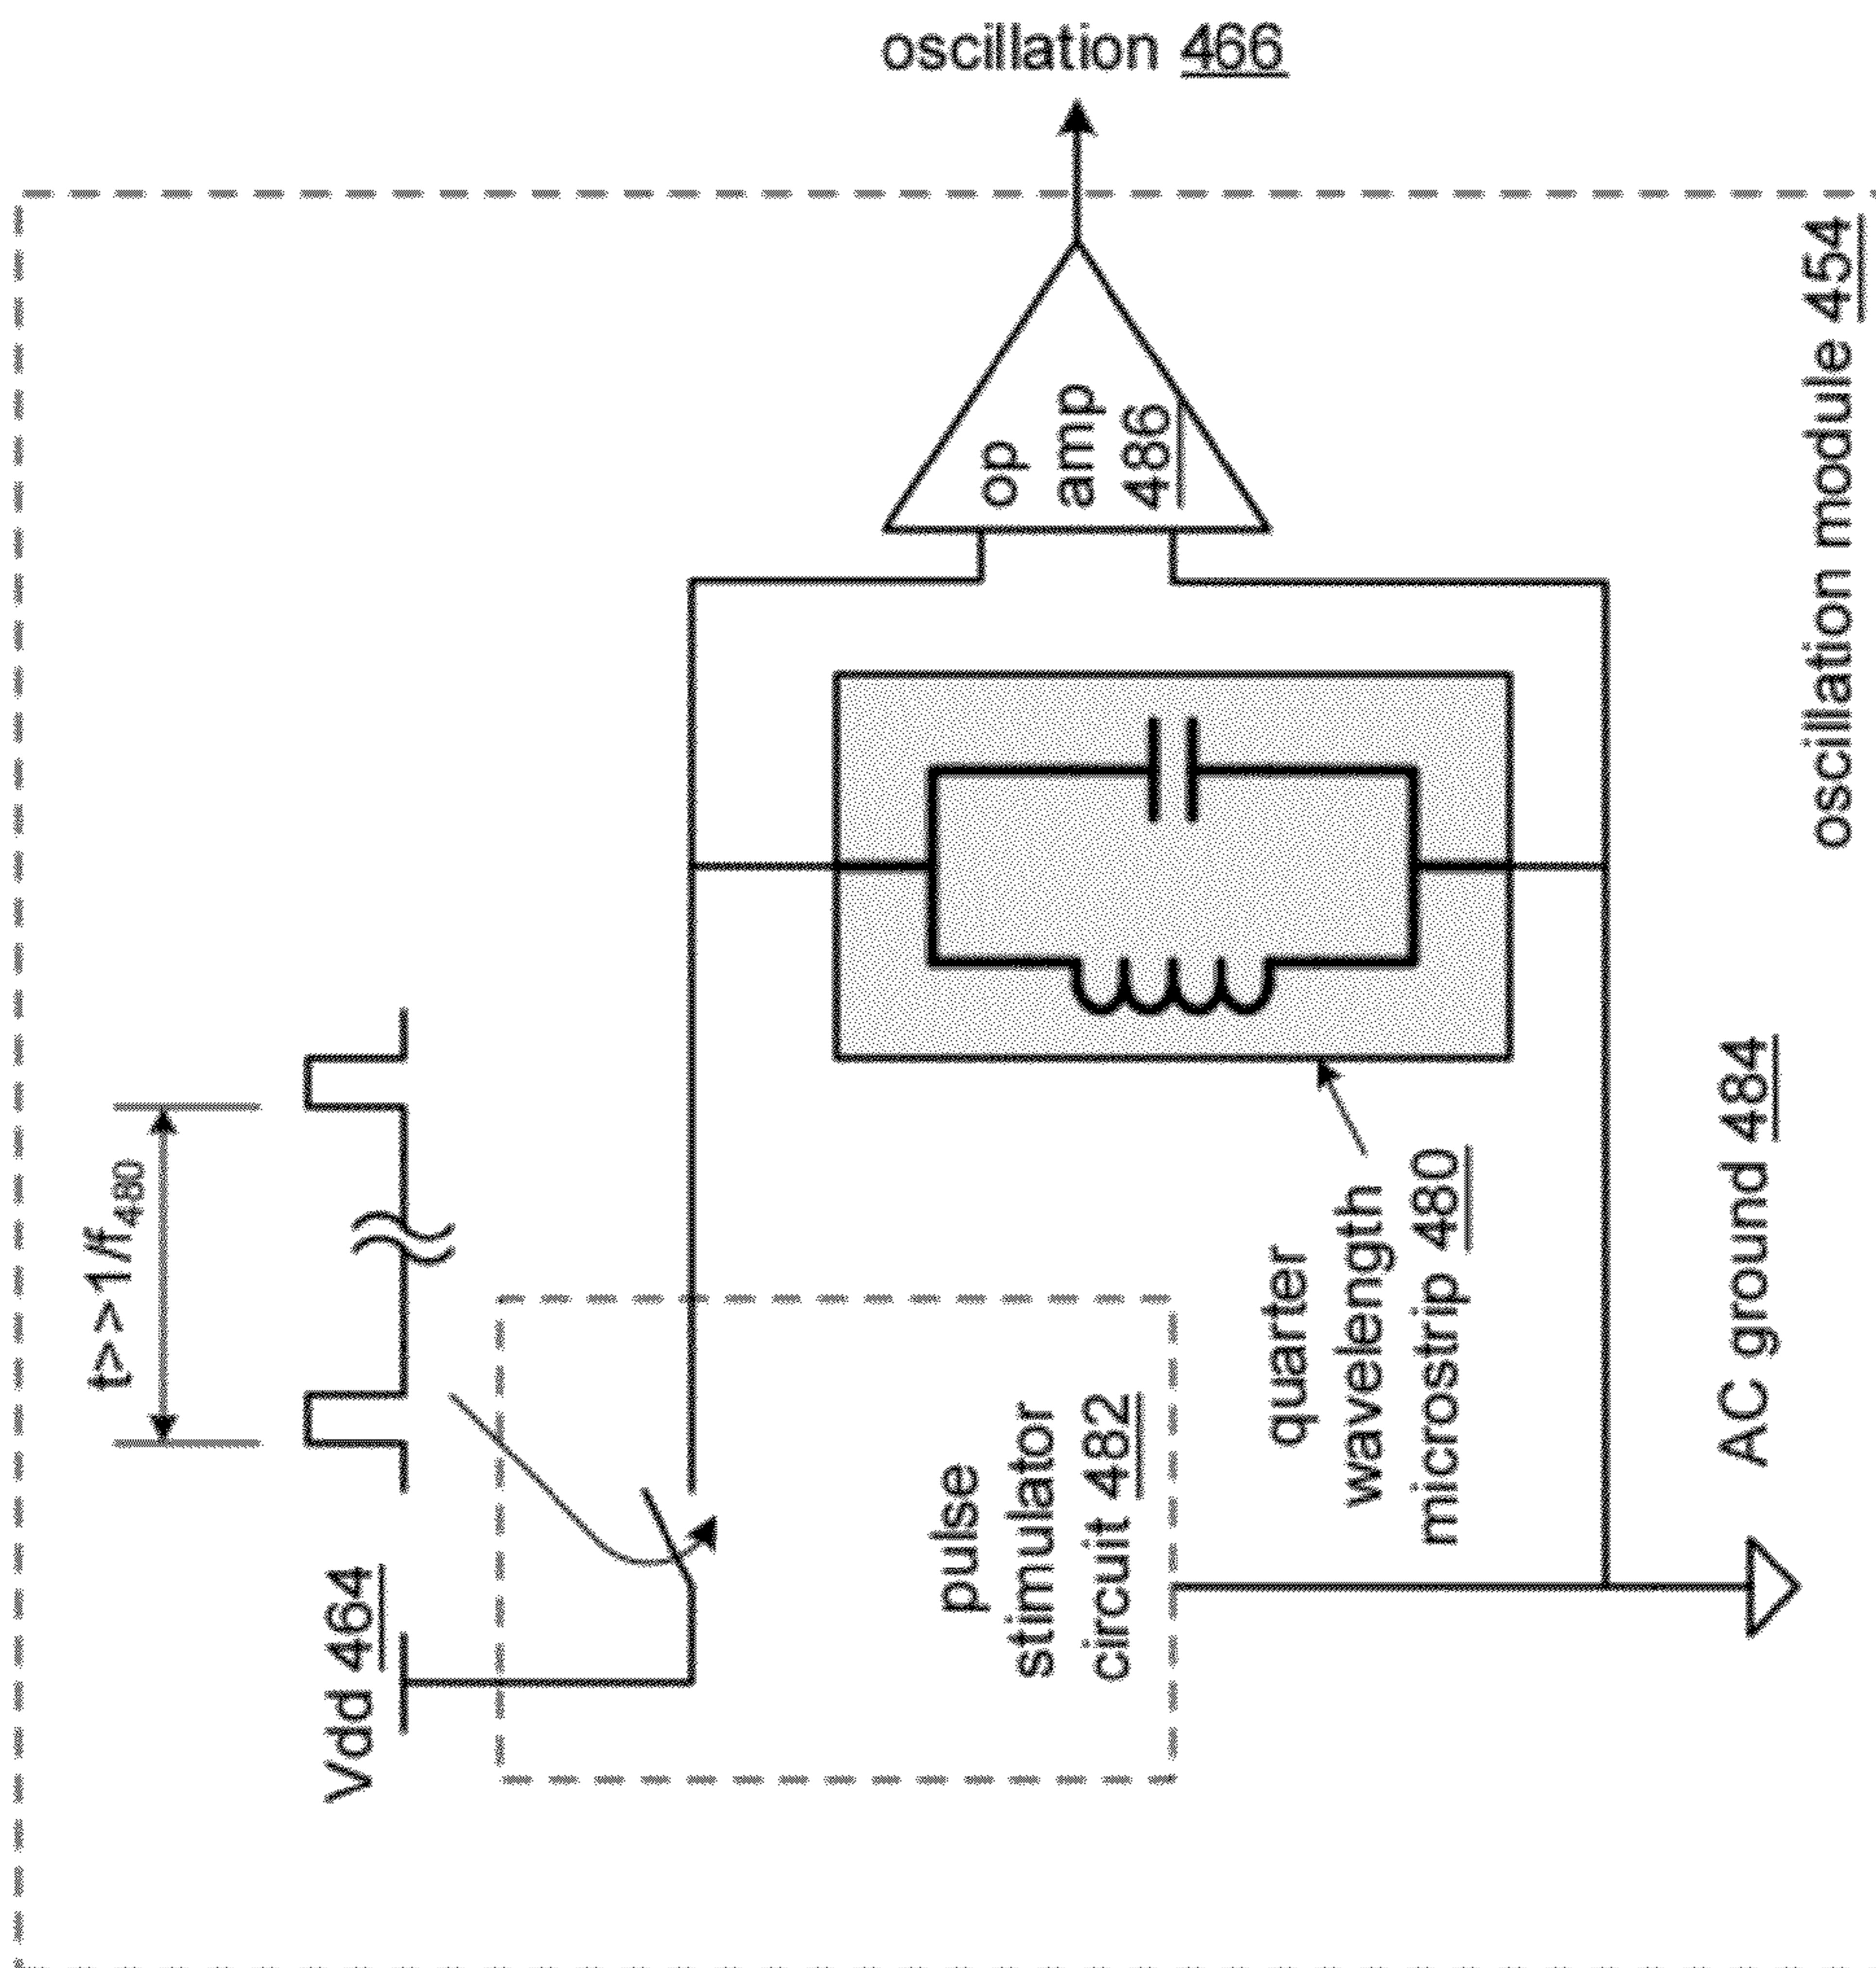 oscillation 466
t>>1/f480
Vdd 464
op
amp
486
pulse
stimulator
circuit 482
quarter
wavelength
microstrip 480
AC ground 484
oscillation module 454